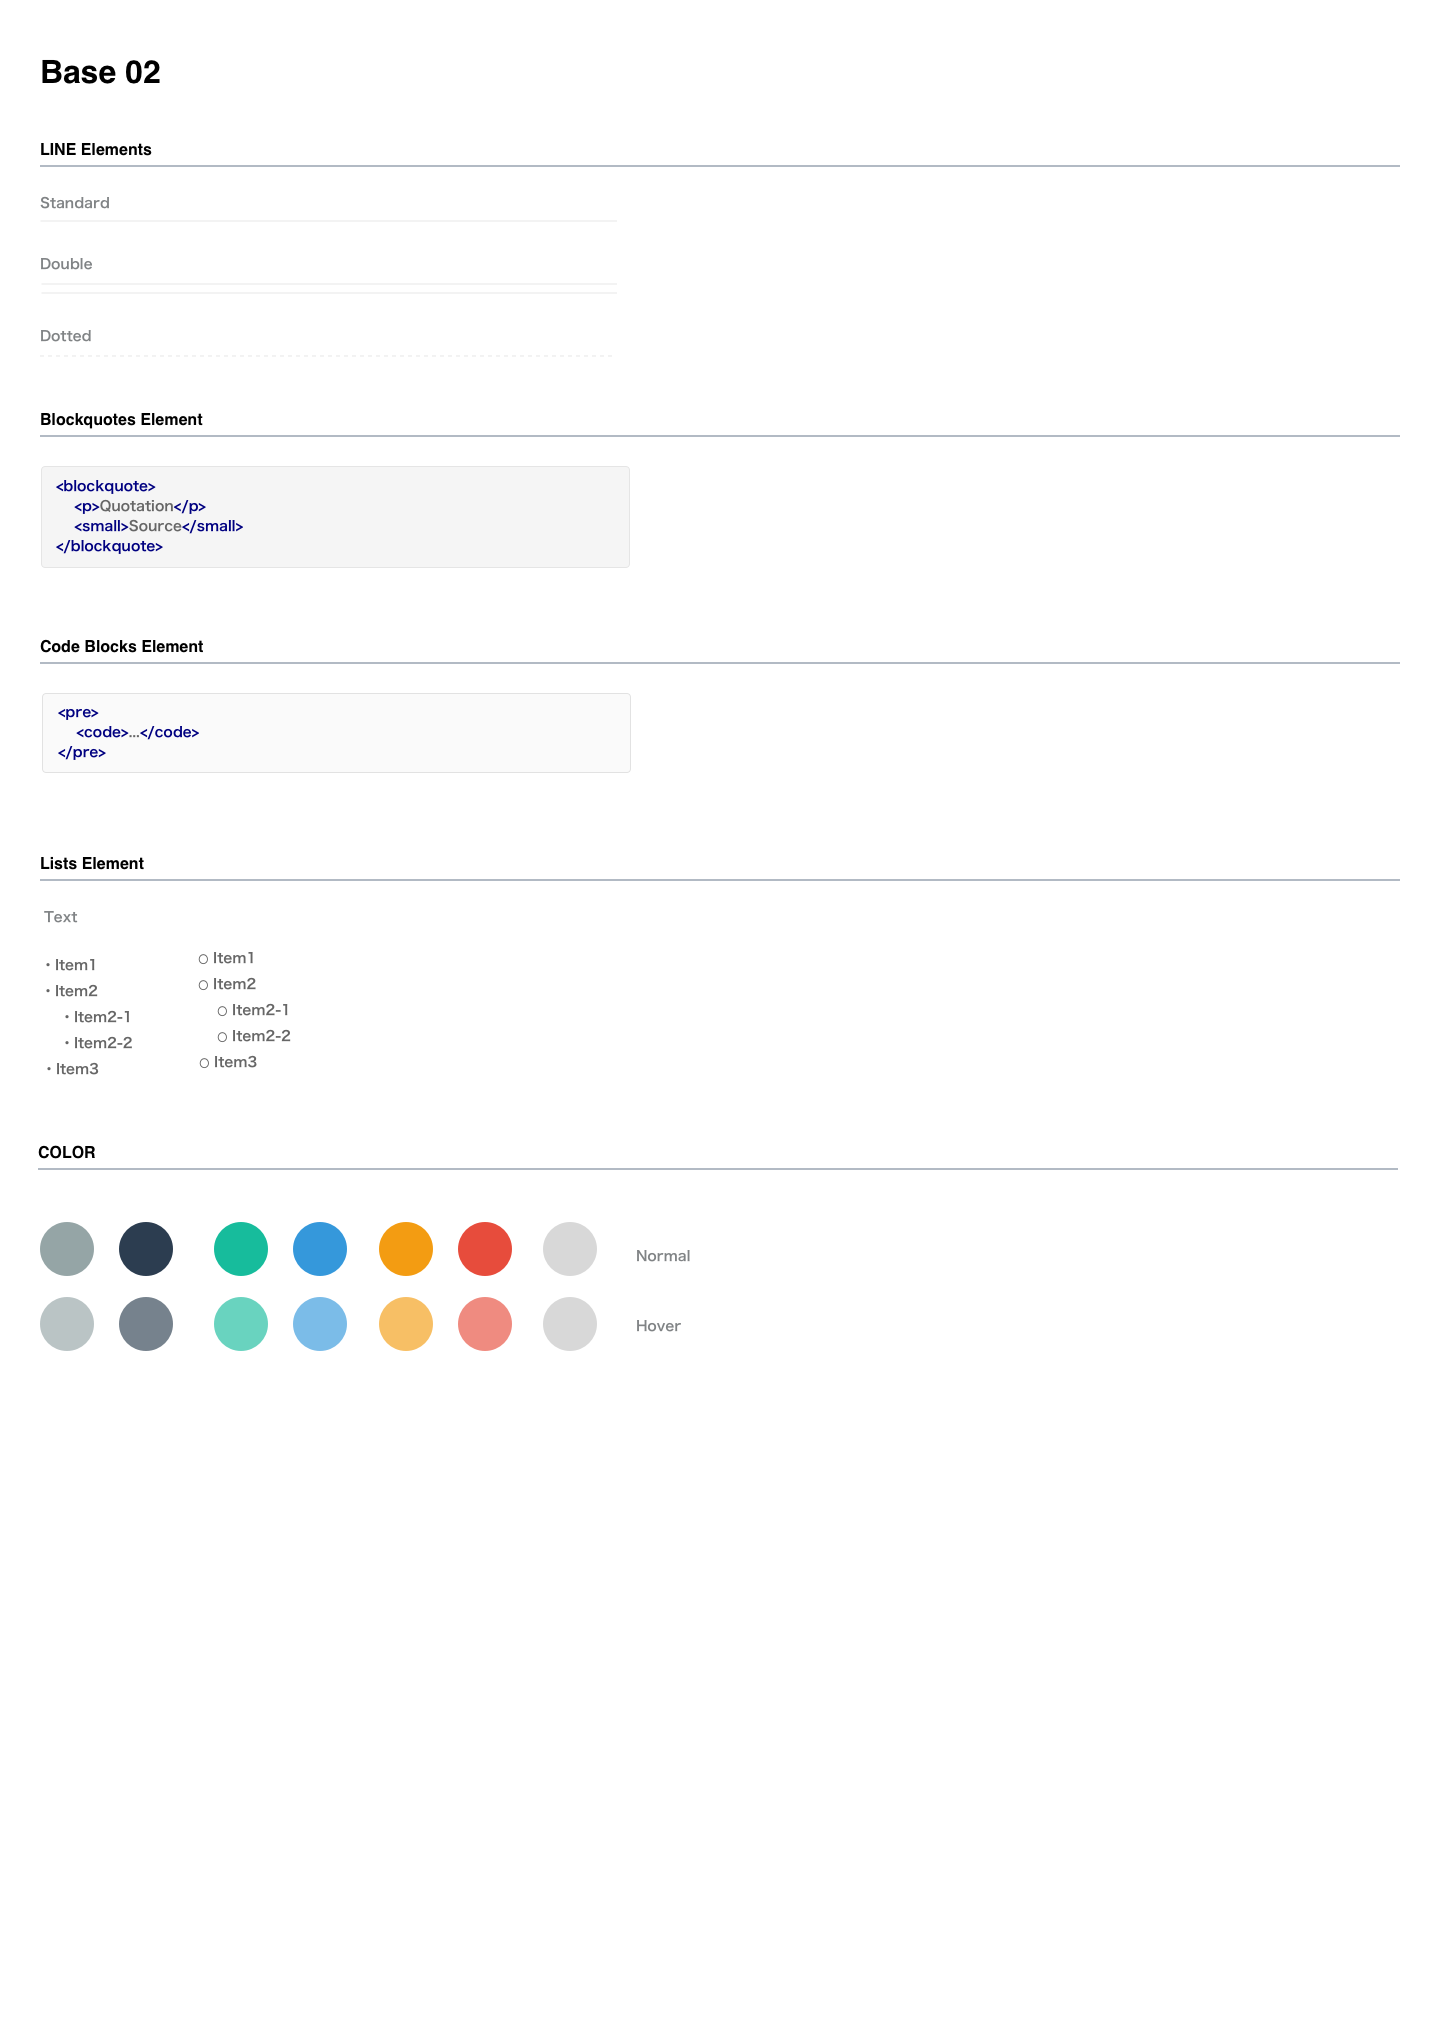 Base 02
LINE Elements
Standard
Double
Dotted
Blockquotes Element
<blockquote>
<p>Quotation</p>
<small>Source</small>
</blockquote>
Code Blocks Element
<pre>
<code>...</code>
</pre>
Lists Element
Text
・Item1
・Item2
・Item2-1
・Item2-2
・Item3
○ Item1
○ Item2
○ Item2-1
○ Item2-2
○ Item3
COLOR
Normal
Hover